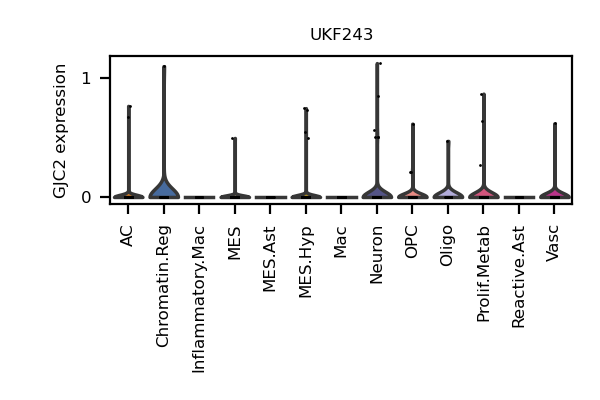 UKF243
GJC2 expression
1
0
AC
Chromatin.Reg
Inflammatory.Mac
MES
MES.Ast
MES.Hyp
Mac
Neuron
OPC
Oligo
Prolif.Metab
Reactive.Ast
Vasc